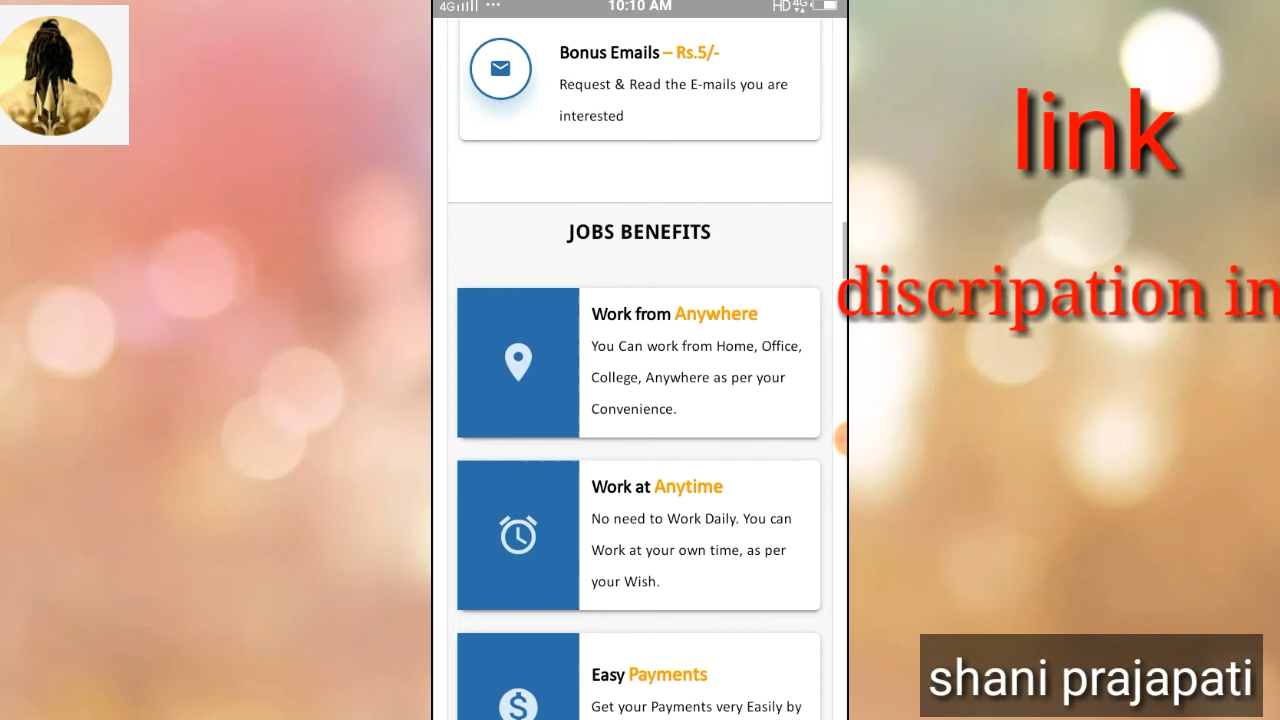 4G
10:10 AM
HD 4G
Bonus Emails – Rs.5/-
Request & Read the E-mails you are
interested
JOBS BENEFITS
Work from Anywhere
You Can work from Home, Office,
College, Anywhere as per your
Convenience.
Work at Anytime
No need to Work Daily. You can
Work at your own time, as per
your Wish.
Easy Payments
Get your Payments very Easily by
link
discripation in
shani prajapati